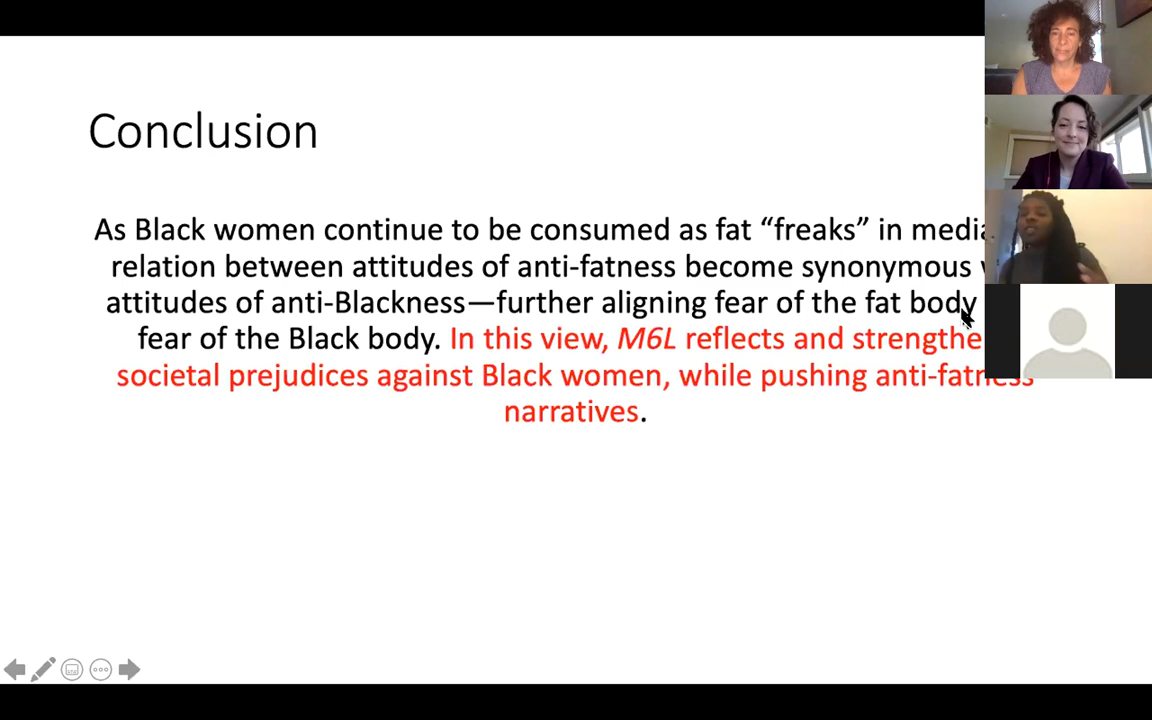 Conclusion
As Black women continue to be consumed as fat “freaks” in media
relation between attitudes of anti-fatness become synonymous
attitudes of anti-Blackness—further aligning fear of the fat body
fear of the Black body. In this view, M6L reflects and strengthe
societal prejudices against Black women, while pushing anti-fatness
narratives.